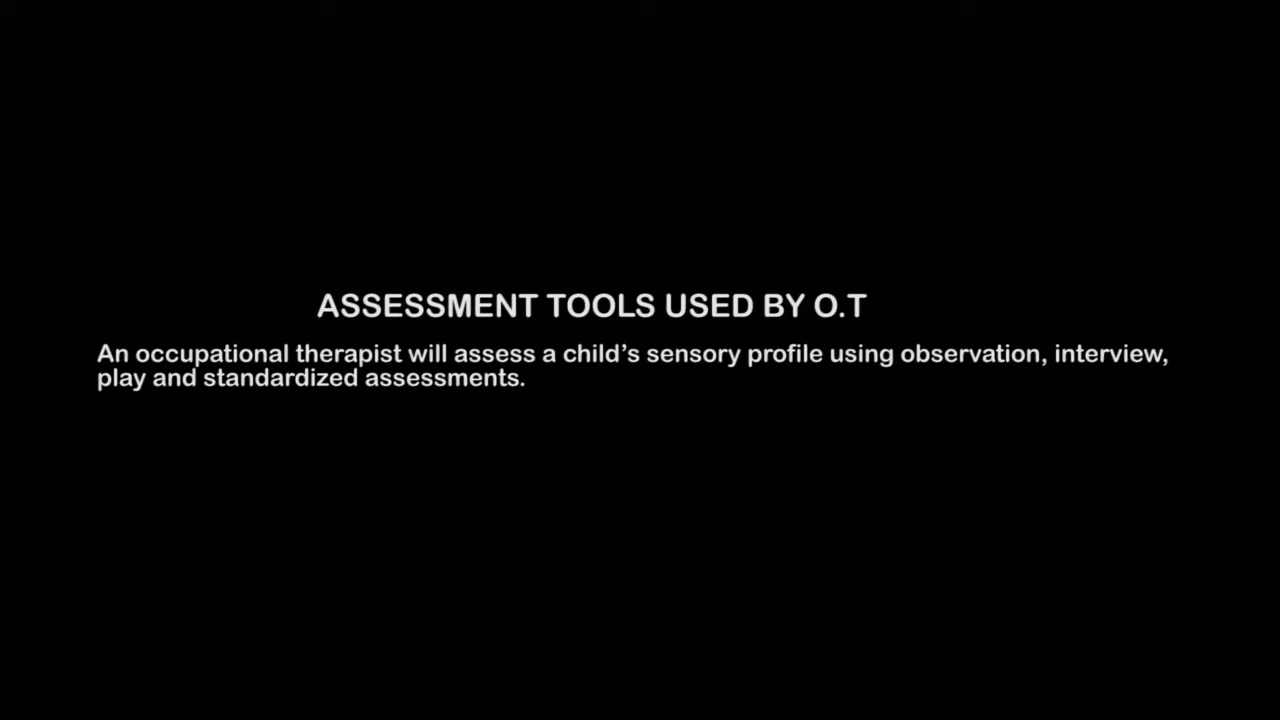 ASSESSMENT TOOLS USED BY O.T
An occupational therapist will assess a child’s sensory profile using observation, interview,
play and standardized assessments.